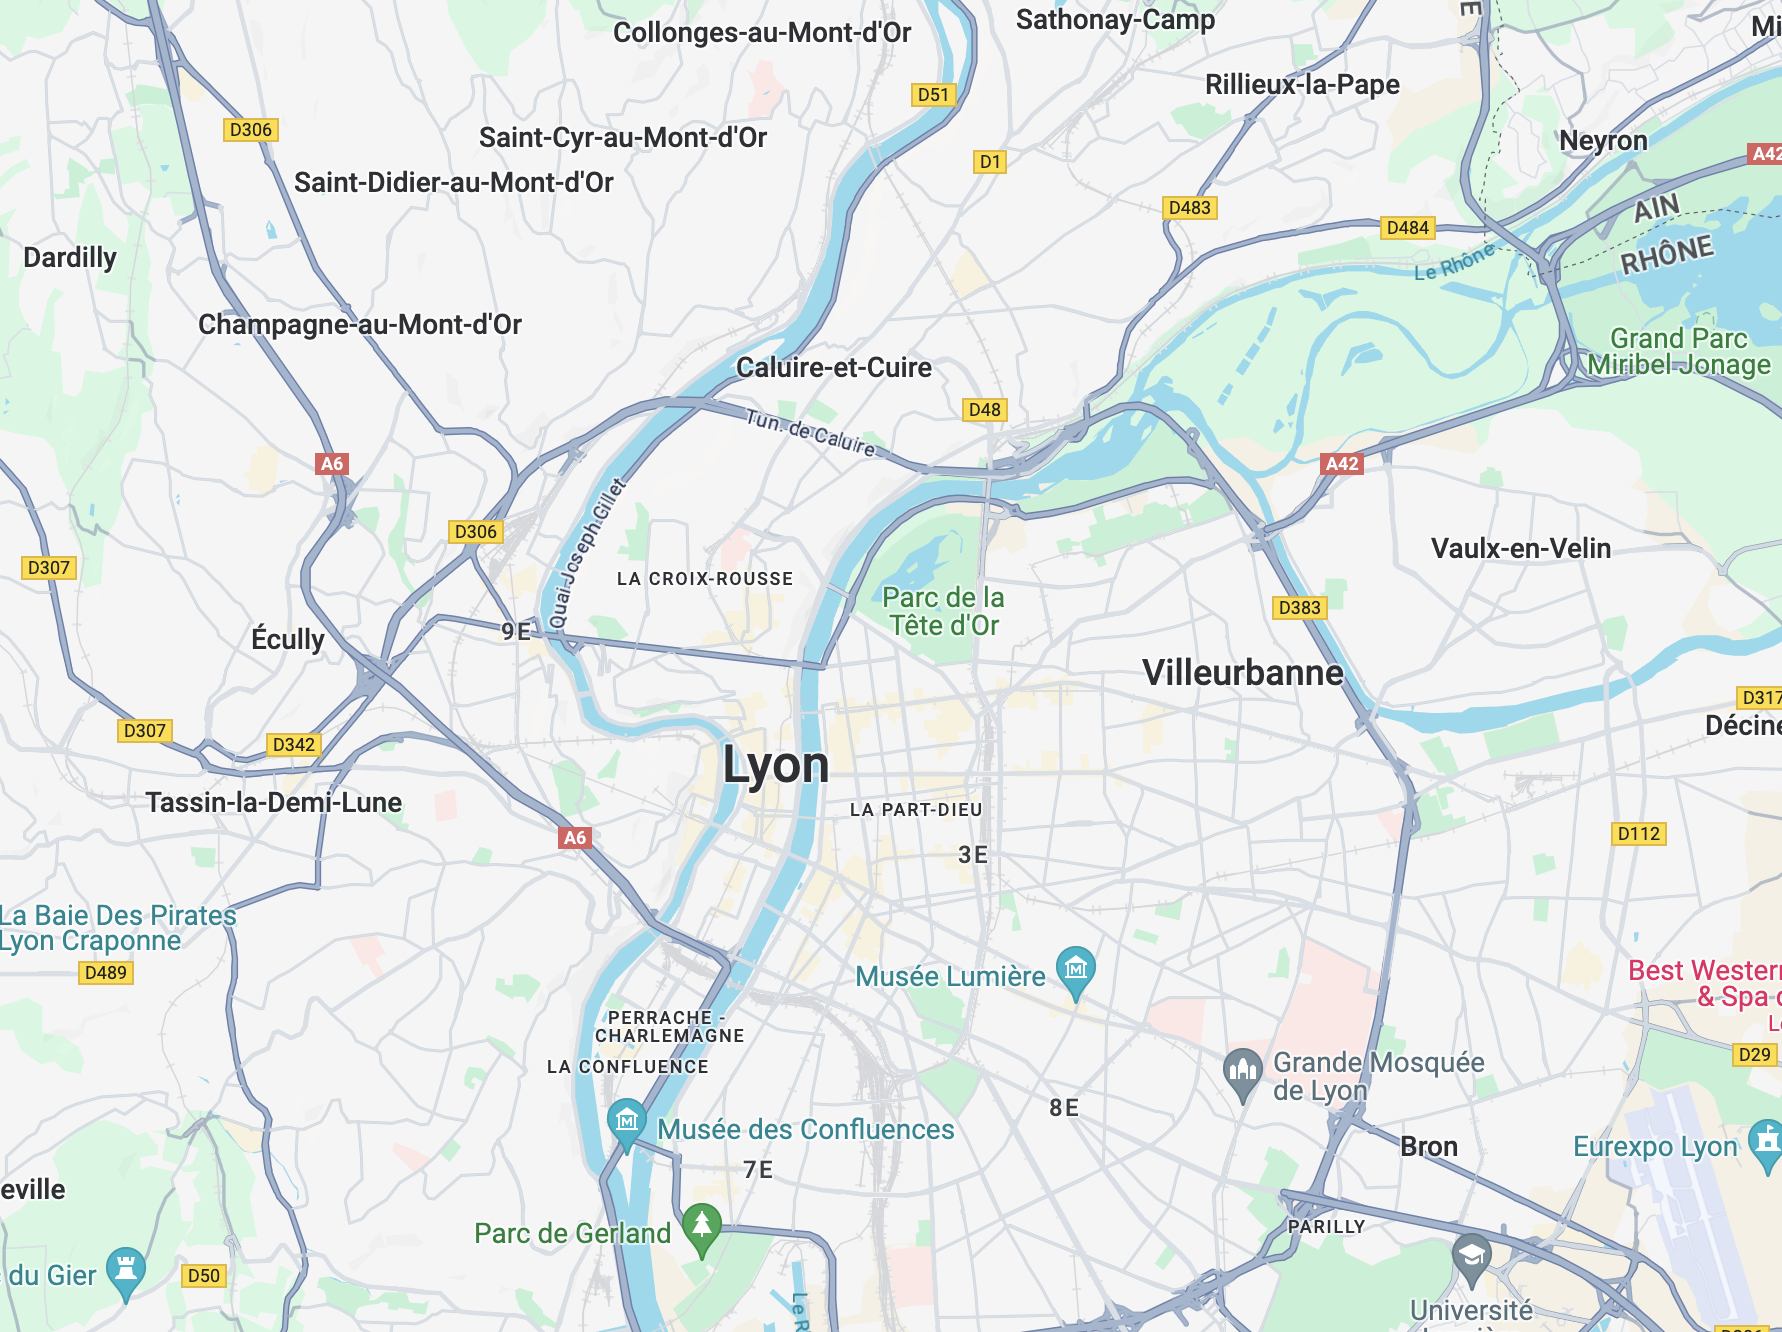 Collonges-au-Mont-d'Or
Sathonay-Camp
E
Mi
Rillieux-la-Pape
D51
D306
Saint-Cyr-au-Mont-d'Or
D1
Neyron
A42
Saint-Didier-au-Mont-d'Or
D483
AIN
D484
RHÔNE
Dardilly
Le Rhône
Champagne-au-Mont-d'Or
Grand Parc
Miribel Jonage
Caluire-et-Cuire
D48
Tun. de Caluire
A6
A42
Quai Joseph Gillet
D306
Vaulx-en-Velin
D307
LA CROIX-ROUSSE
Parc de la
Tête d'Or
D383
9E
Écully
Villeurbanne
D317
D307
D342
Décine
Lyon
Tassin-la-Demi-Lune
LA PART-DIEU
A6
D112
3E
La Baie Des Pirates
Lyon Craponne
D489
Musée Lumière
Best Western
& Spa
PERRACHE -
CHARLEMAGNE
LA CONFLUENCE
D29
Grande Mosquée
de Lyon
8E
Musée des Confluences
Bron
Eurexpo Lyon
7E
eville
Parc de Gerland
PARILLY
du Gier
D50
Le R
Université